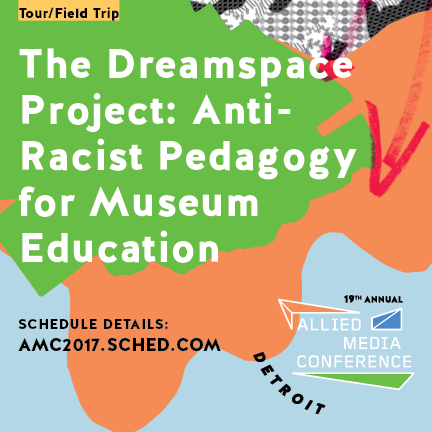 Tour/Field Trip
The Dreamspace
Project: Anti-
Racist Pedagogy
for Museum
Education
SCHEDULE DETAILS:
AMC2017.SCHED.COM
19TH ANNUAL
ALLIED
MEDIA
CONFERENCE
DETROIT